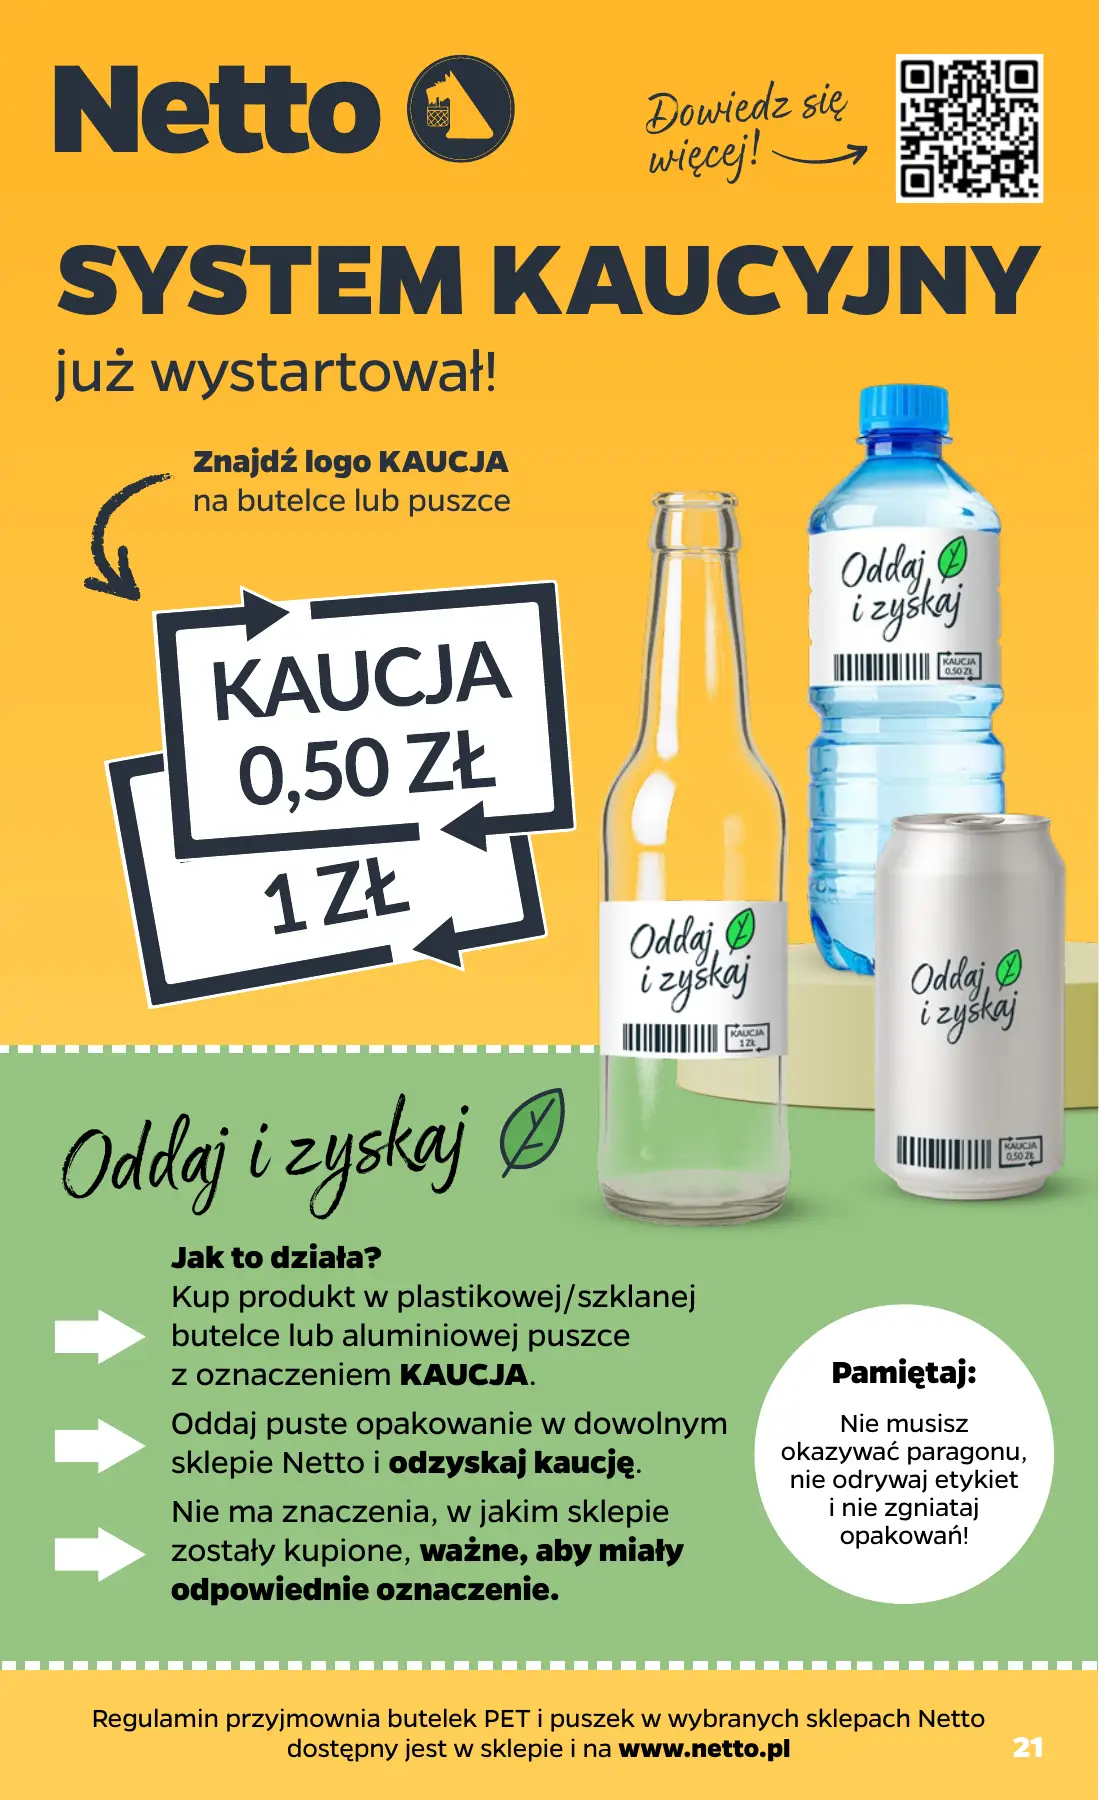 Netto
Dowiedz się
więcej!
SYSTEM KAUCYJNY
już wystartował!
Znajdź logo KAUCJA
na butelce lub puszce
KAUCJA
0,50 ZŁ
1 ZŁ
Oddaj
i zyskaj
KAUCJA
0,50 ZŁ
Oddaj
i zyskaj
KAUCJA
1 ZŁ
Oddaj
i zyskaj
KAUCJA
0,50 ZŁ
Oddaj i zyskaj
Jak to działa?
Kup produkt w plastikowej/szklanej
butelce lub aluminiowej puszce
z oznaczeniem KAUCJA.
Oddaj puste opakowanie w dowolnym
sklepie Netto i odzyskaj kaucję.
Nie ma znaczenia, w jakim sklepie
zostały kupione, ważne, aby miały
odpowiednie oznaczenie.
Pamiętaj:
Nie musisz
okazywać paragonu,
nie odrywaj etykiet
i nie zgniataj
opakowań!
Regulamin przyjmownia butelek PET i puszek w wybranych sklepach Netto
dostępny jest w sklepie i na www.netto.pl
21